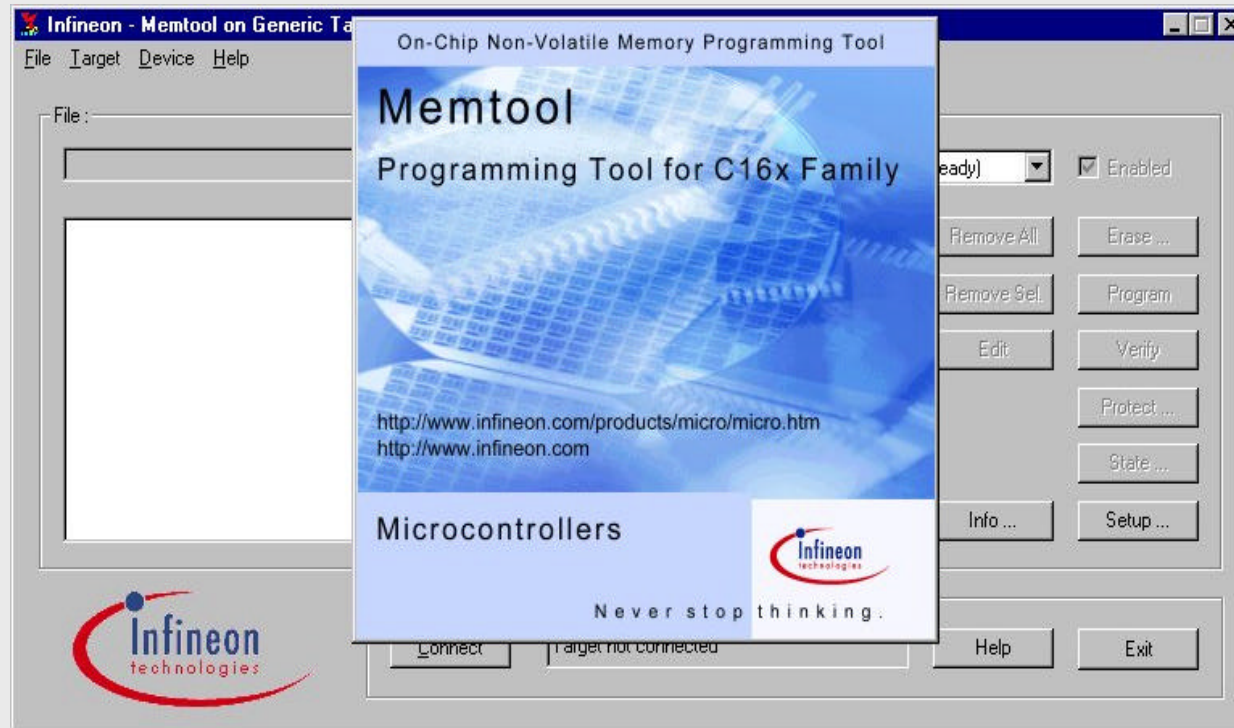 Infineon - Memtool on Generic Ta
File Target Device Help
On-Chip Non-Volatile Memory Programming Tool
Memtool
Programming Tool for C16x Family
http://www.infineon.com/products/micro/micro.htm
http://www.infineon.com
Microcontrollers
Infineon
technologies
Never stop thinking.
File :
eady)
Enabled
Remove All
Erase ...
Remove Sel.
Program
Edit
Verify
Protect ...
State ...
Info ...
Setup ...
Infineon
technologies
Connect
Target not connected
Help
Exit